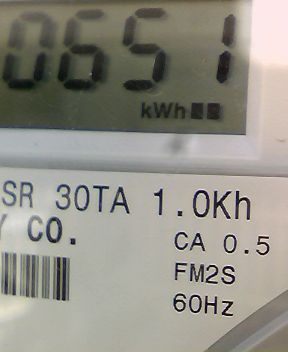 0651
kWh
SR 30TA 1.0Kh
Y CO.
CA 0.5
FM2S
60Hz